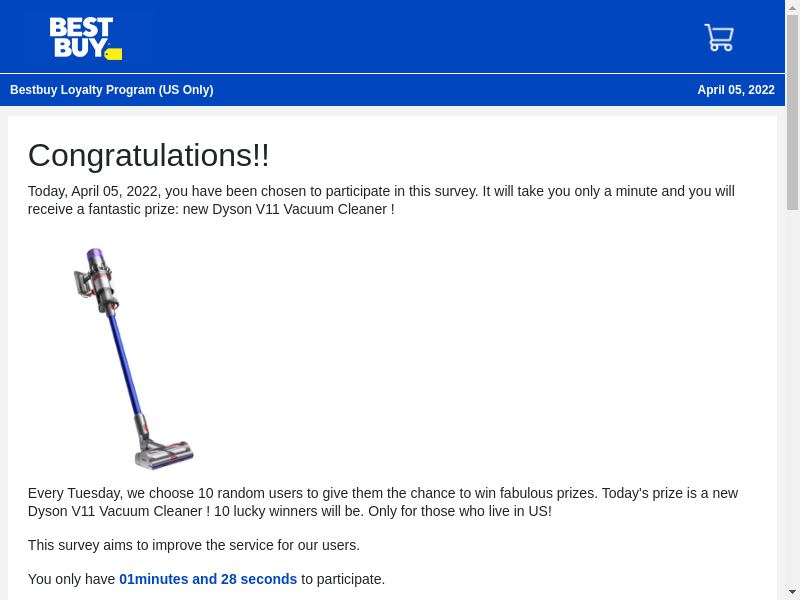 BEST
BUY
Bestbuy Loyalty Program (US Only)
April 05, 2022
Congratulations!!
Today, April 05, 2022, you have been chosen to participate in this survey. It will take you only a minute and you will
receive a fantastic prize: new Dyson V11 Vacuum Cleaner !
Every Tuesday, we choose 10 random users to give them the chance to win fabulous prizes. Today's prize is a new
Dyson V11 Vacuum Cleaner ! 10 lucky winners will be. Only for those who live in US!
This survey aims to improve the service for our users.
You only have 01minutes and 28 seconds to participate.